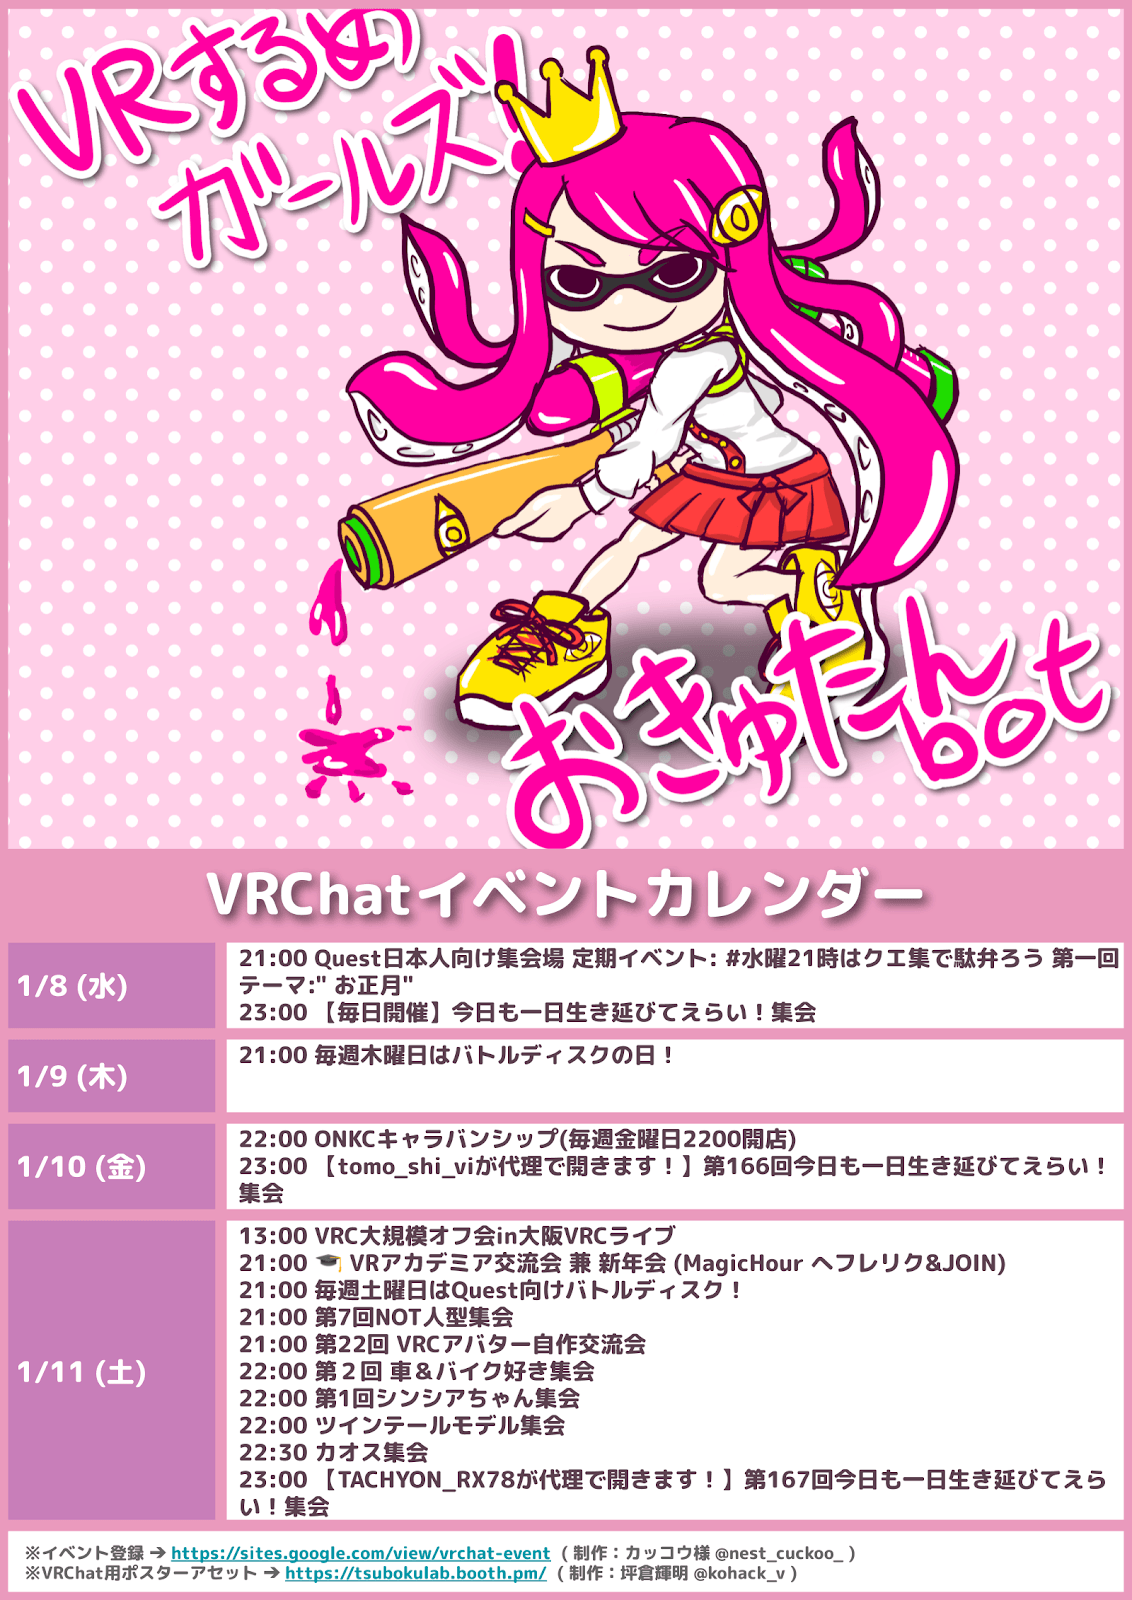 VRするめ
ガールズ!
おきゅたんbot
VRChatイベントカレンダー
1/8 (水)
21:00 Quest日本人向け集会場 定期イベント: #水曜21時はクエ集で駄弁ろう 第一回
テーマ:" お正月"
23:00 【毎日開催】今日も一日生き延びてえらい！集会
1/9 (木)
21:00 毎週木曜日はバトルディスクの日！
1/10 (金)
22:00 ONKCキャラバンシップ(毎週金曜日2200開店)
23:00 【tomo_shi_viが代理で開きます！】第166回今日も一日生き延びてえらい！
集会
1/11 (土)
13:00 VRC大規模オフ会in大阪VRCライブ
21:00 🎓 VRアカデミア交流会 兼 新年会 (MagicHour へフレリク&JOIN)
21:00 毎週土曜日はQuest向けバトルディスク！
21:00 第7回NOT人型集会
21:00 第22回 VRCアバター自作交流会
22:00 第２回 車＆バイク好き集会
22:00 第1回シンシアちゃん集会
22:00 ツインテールモデル集会
22:30 カオス集会
23:00 【TACHYON_RX78が代理で開きます！】第167回今日も一日生き延びてえら
い！集会
※イベント登録 → https://sites.google.com/view/vrchat-event ( 制作：カッコウ様 @nest_cuckoo_ )
※VRChat用ポスターアセット → https://tsubokulab.booth.pm/ ( 制作：坪倉輝明 @kohack_v )